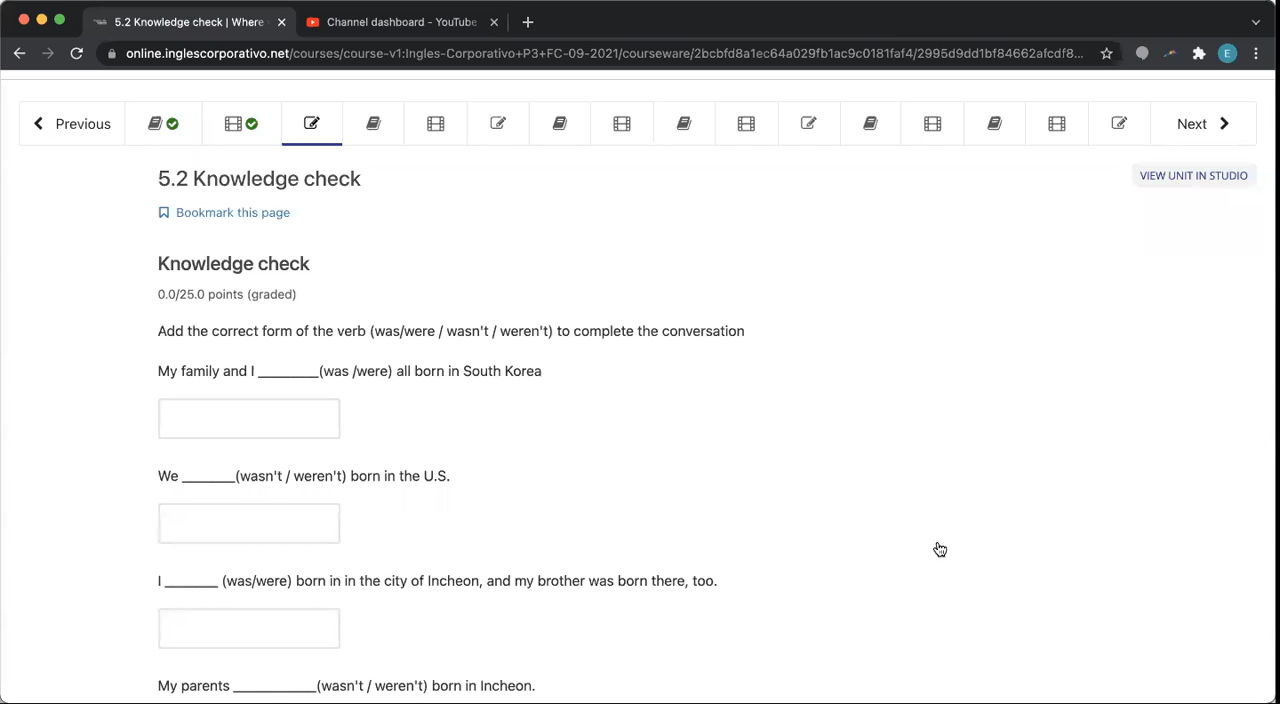 5.2 Knowledge check | Where
Channel dashboard - YouTube
online.inglescorporativo.net/courses/course-v1:Ingles-Corporativo+P3+FC-09-2021/courseware/2bcbfd8a1ec64a029fb1ac9c0181faf4/2995d9dd1bf84662afcdf8...
E
Previous
Next
5.2 Knowledge check
VIEW UNIT IN STUDIO
Bookmark this page
Knowledge check
0.0/25.0 points (graded)
Add the correct form of the verb (was/were / wasn't / weren't) to complete the conversation
My family and I ________(was /were) all born in South Korea
We _______(wasn't / weren't) born in the U.S.
I _______ (was/were) born in in the city of Incheon, and my brother was born there, too.
My parents ___________(wasn't / weren't) born in Incheon.